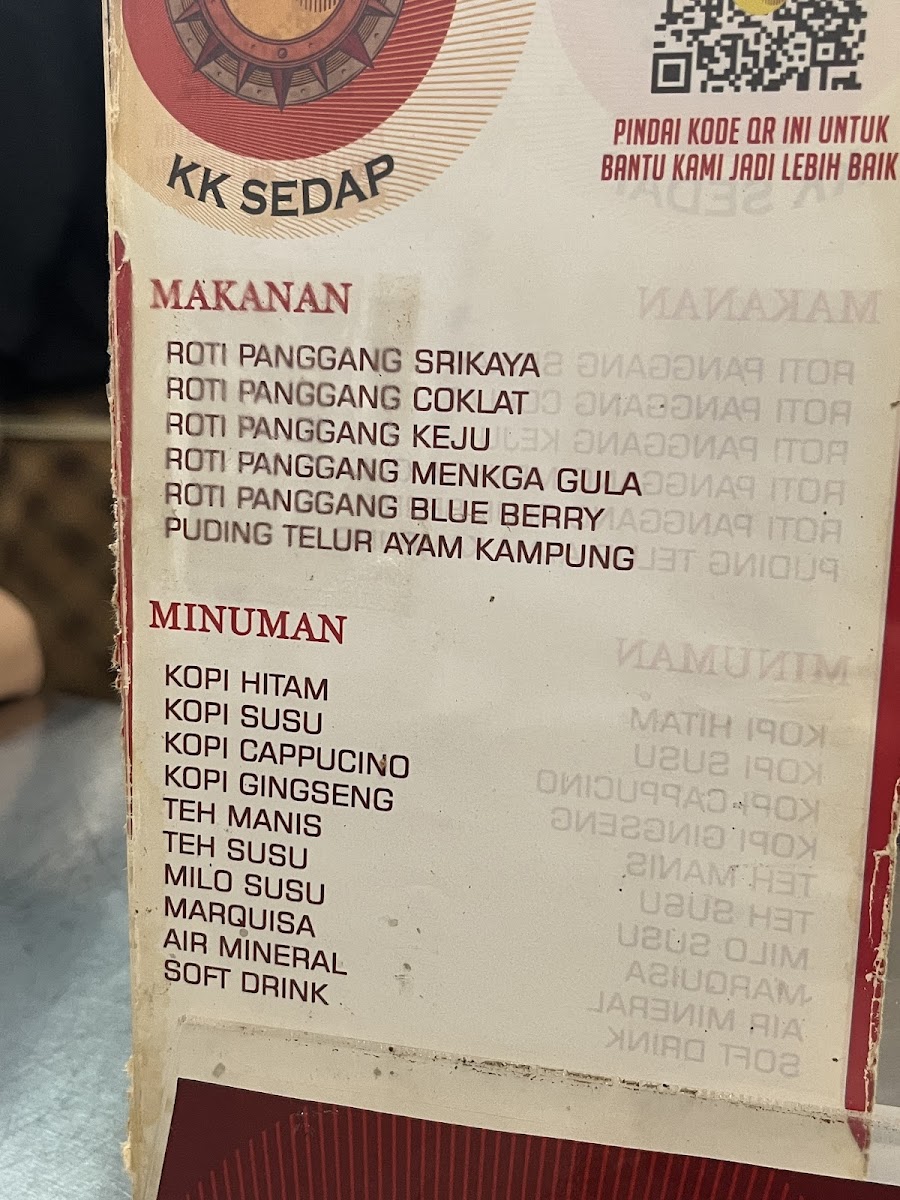 KK SEDAP
PINDAI KODE QR INI UNTUK
BANTU KAMI JADI LEBIH BAIK
MAKANAN
ROTI PANGGANG SRIKAYA
ROTI PANGGANG COKLAT
ROTI PANGGANG KEJU
ROTI PANGGANG MENKGA GULA
ROTI PANGGANG BLUE BERRY
PUDING TELUR AYAM KAMPUNG
MINUMAN
KOPI HITAM
KOPI SUSU
KOPI CAPPUCINO
KOPI GINGSENG
TEH MANIS
TEH SUSU
MILO SUSU
MARQUISA
AIR MINERAL
SOFT DRINK